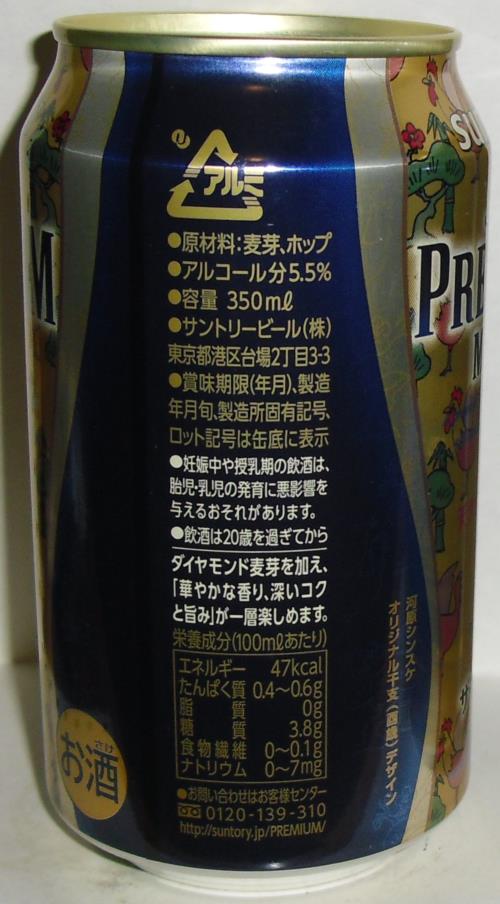 アルミ
●原材料:麦芽、ホップ
●アルコール分5.5%
●容量 350mℓ
●サントリービール(株)
東京都港区台場2丁目3-3
●賞味期限(年月)、製造
年月旬、製造所固有記号、
ロット記号は缶底に表示
●妊娠中や授乳期の飲酒は、
胎児・乳児の発育に悪影響を
与えるおそれがあります。
●飲酒は20歳を過ぎてから
ダイヤモンド麦芽を加え、
「華やかな香り、深いコク
と旨み」が一層楽しめます。
栄養成分(100mℓあたり)
エネルギー 47kcal
たんぱく質 0.4~0.6g
脂質 0g
糖質 3.8g
食物繊維 0~0.1g
ナトリウム 0~7mg
●お問い合わせはお客様センター
0120-139-310
http://suntory.jp/PREMIUM/
さけ
お酒
河原シンスケ
オリジナル干支(酉歳)デザイン
M
SU
PRE
M